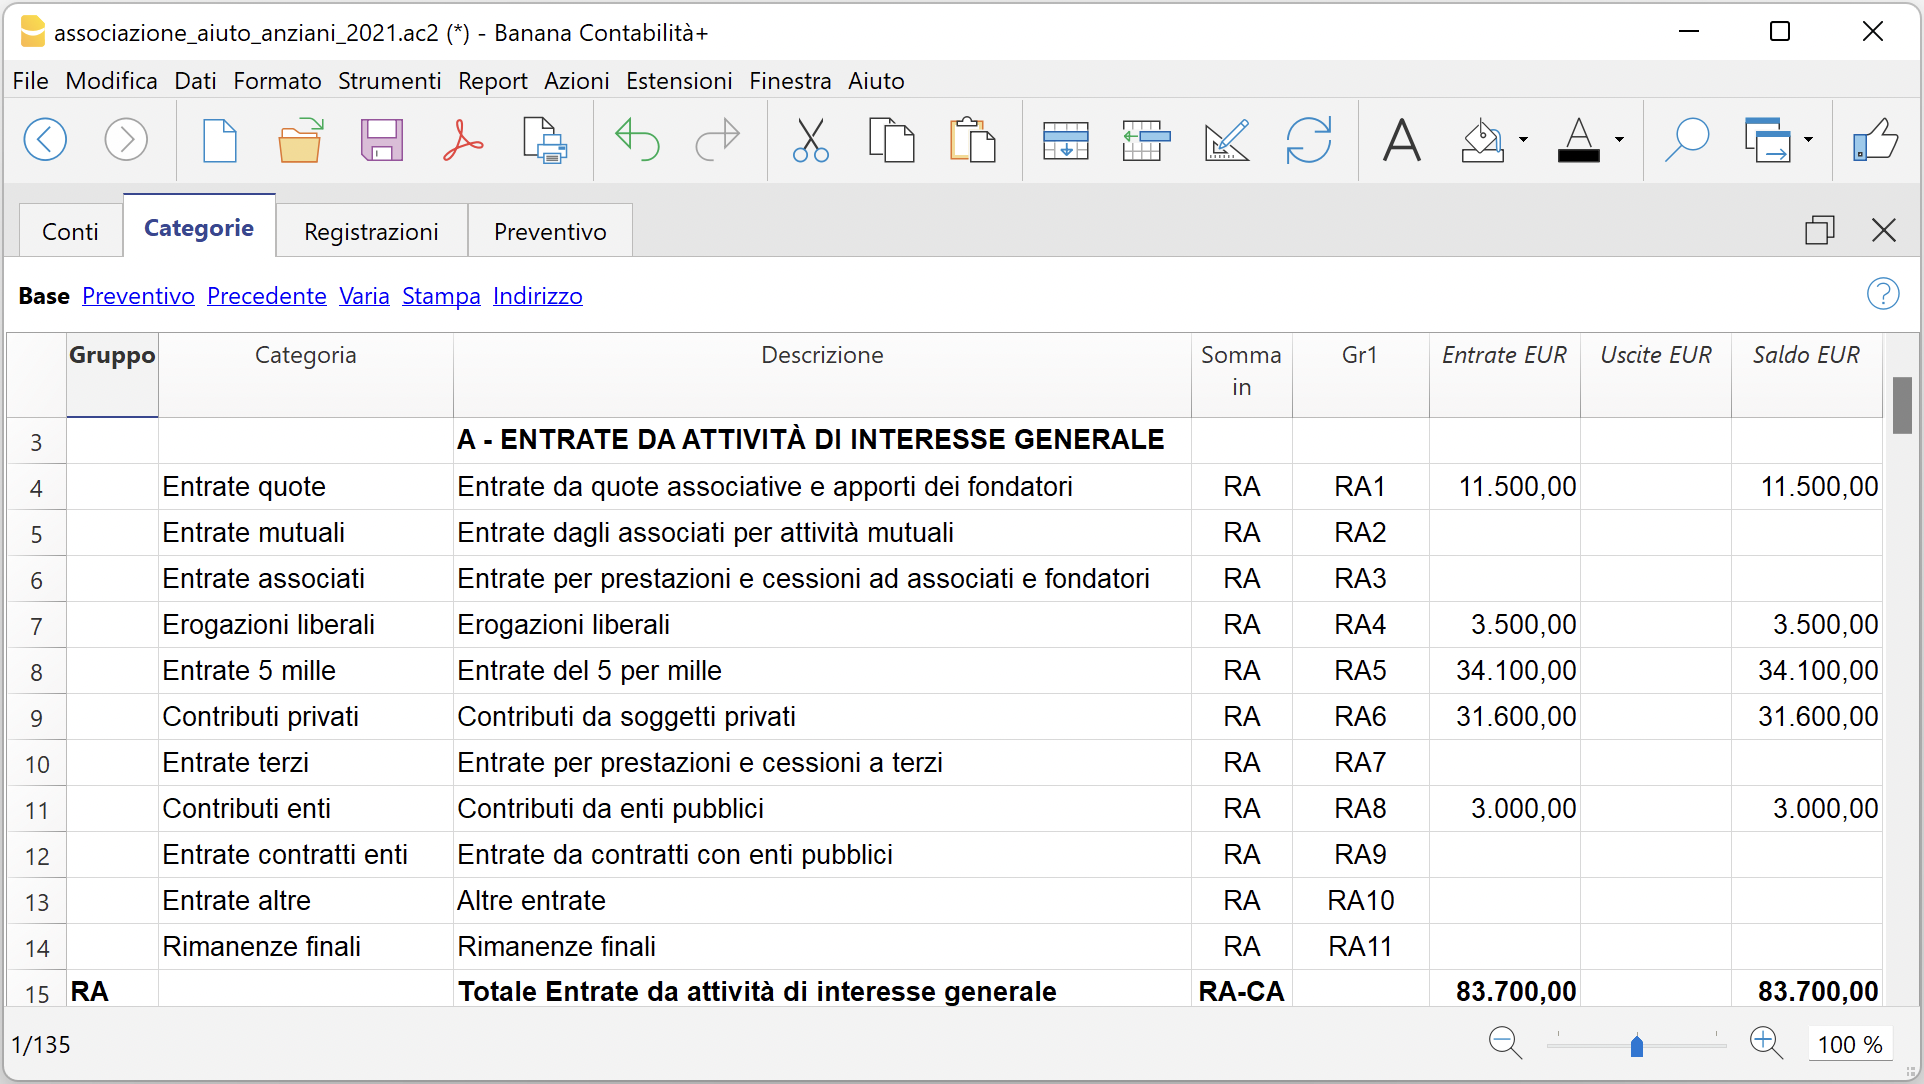 associazione_aiuto_anziani_2021.ac2 (*) - Banana Contabilità+
File Modifica Dati Formato Strumenti Report Azioni Estensioni Finestra Aiuto
Conti Categorie Registrazioni Preventivo
Base Preventivo Precedente Varia Stampa Indirizzo ?
Gruppo Categoria Descrizione Somma in Gr1 Entrate EUR Uscite EUR Saldo EUR
3 A - ENTRATE DA ATTIVITÀ DI INTERESSE GENERALE
4 Entrate quote Entrate da quote associative e apporti dei fondatori RA RA1 11.500,00 11.500,00
5 Entrate mutuali Entrate dagli associati per attività mutuali RA RA2
6 Entrate associati Entrate per prestazioni e cessioni ad associati e fondatori RA RA3
7 Erogazioni liberali Erogazioni liberali RA RA4 3.500,00 3.500,00
8 Entrate 5 mille Entrate del 5 per mille RA RA5 34.100,00 34.100,00
9 Contributi privati Contributi da soggetti privati RA RA6 31.600,00 31.600,00
10 Entrate terzi Entrate per prestazioni e cessioni a terzi RA RA7
11 Contributi enti Contributi da enti pubblici RA RA8 3.000,00 3.000,00
12 Entrate contratti enti Entrate da contratti con enti pubblici RA RA9
13 Entrate altre Altre entrate RA RA10
14 Rimanenze finali Rimanenze finali RA RA11
15 RA Totale Entrate da attività di interesse generale RA-CA 83.700,00 83.700,00
1/135 100 %